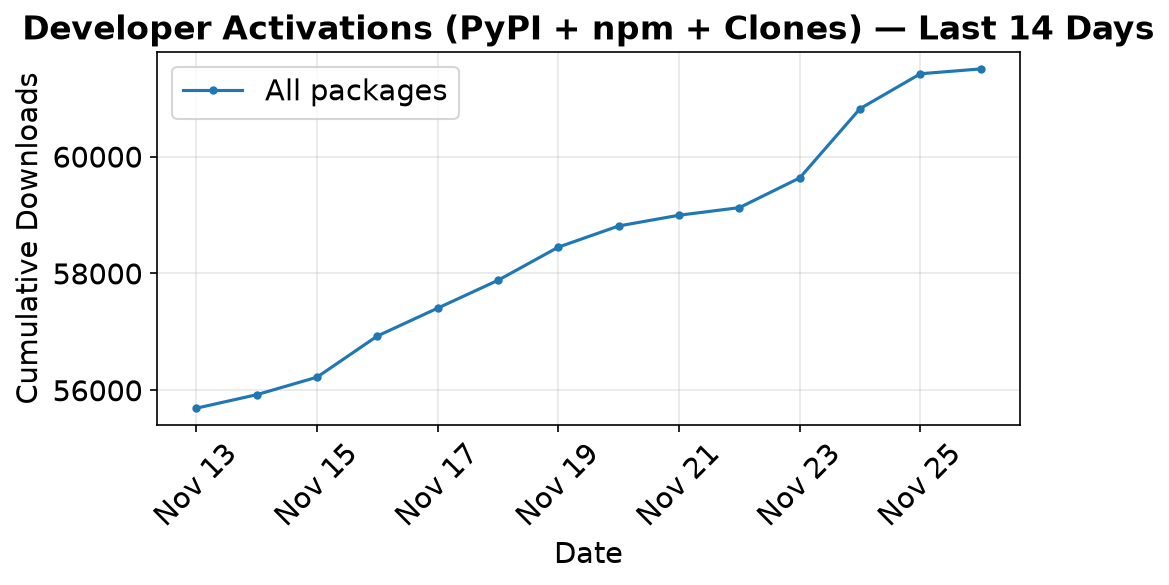 Developer Activations (PyPI + npm + Clones) — Last 14 Days
All packages
Cumulative Downloads
60000
58000
56000
Nov 13
Nov 15
Nov 17
Nov 19
Nov 21
Nov 23
Nov 25
Date